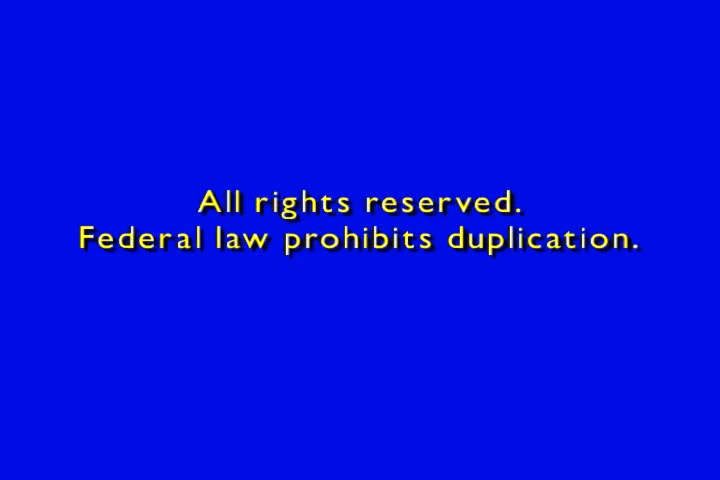 All rights reserved.
Federal law prohibits duplication.